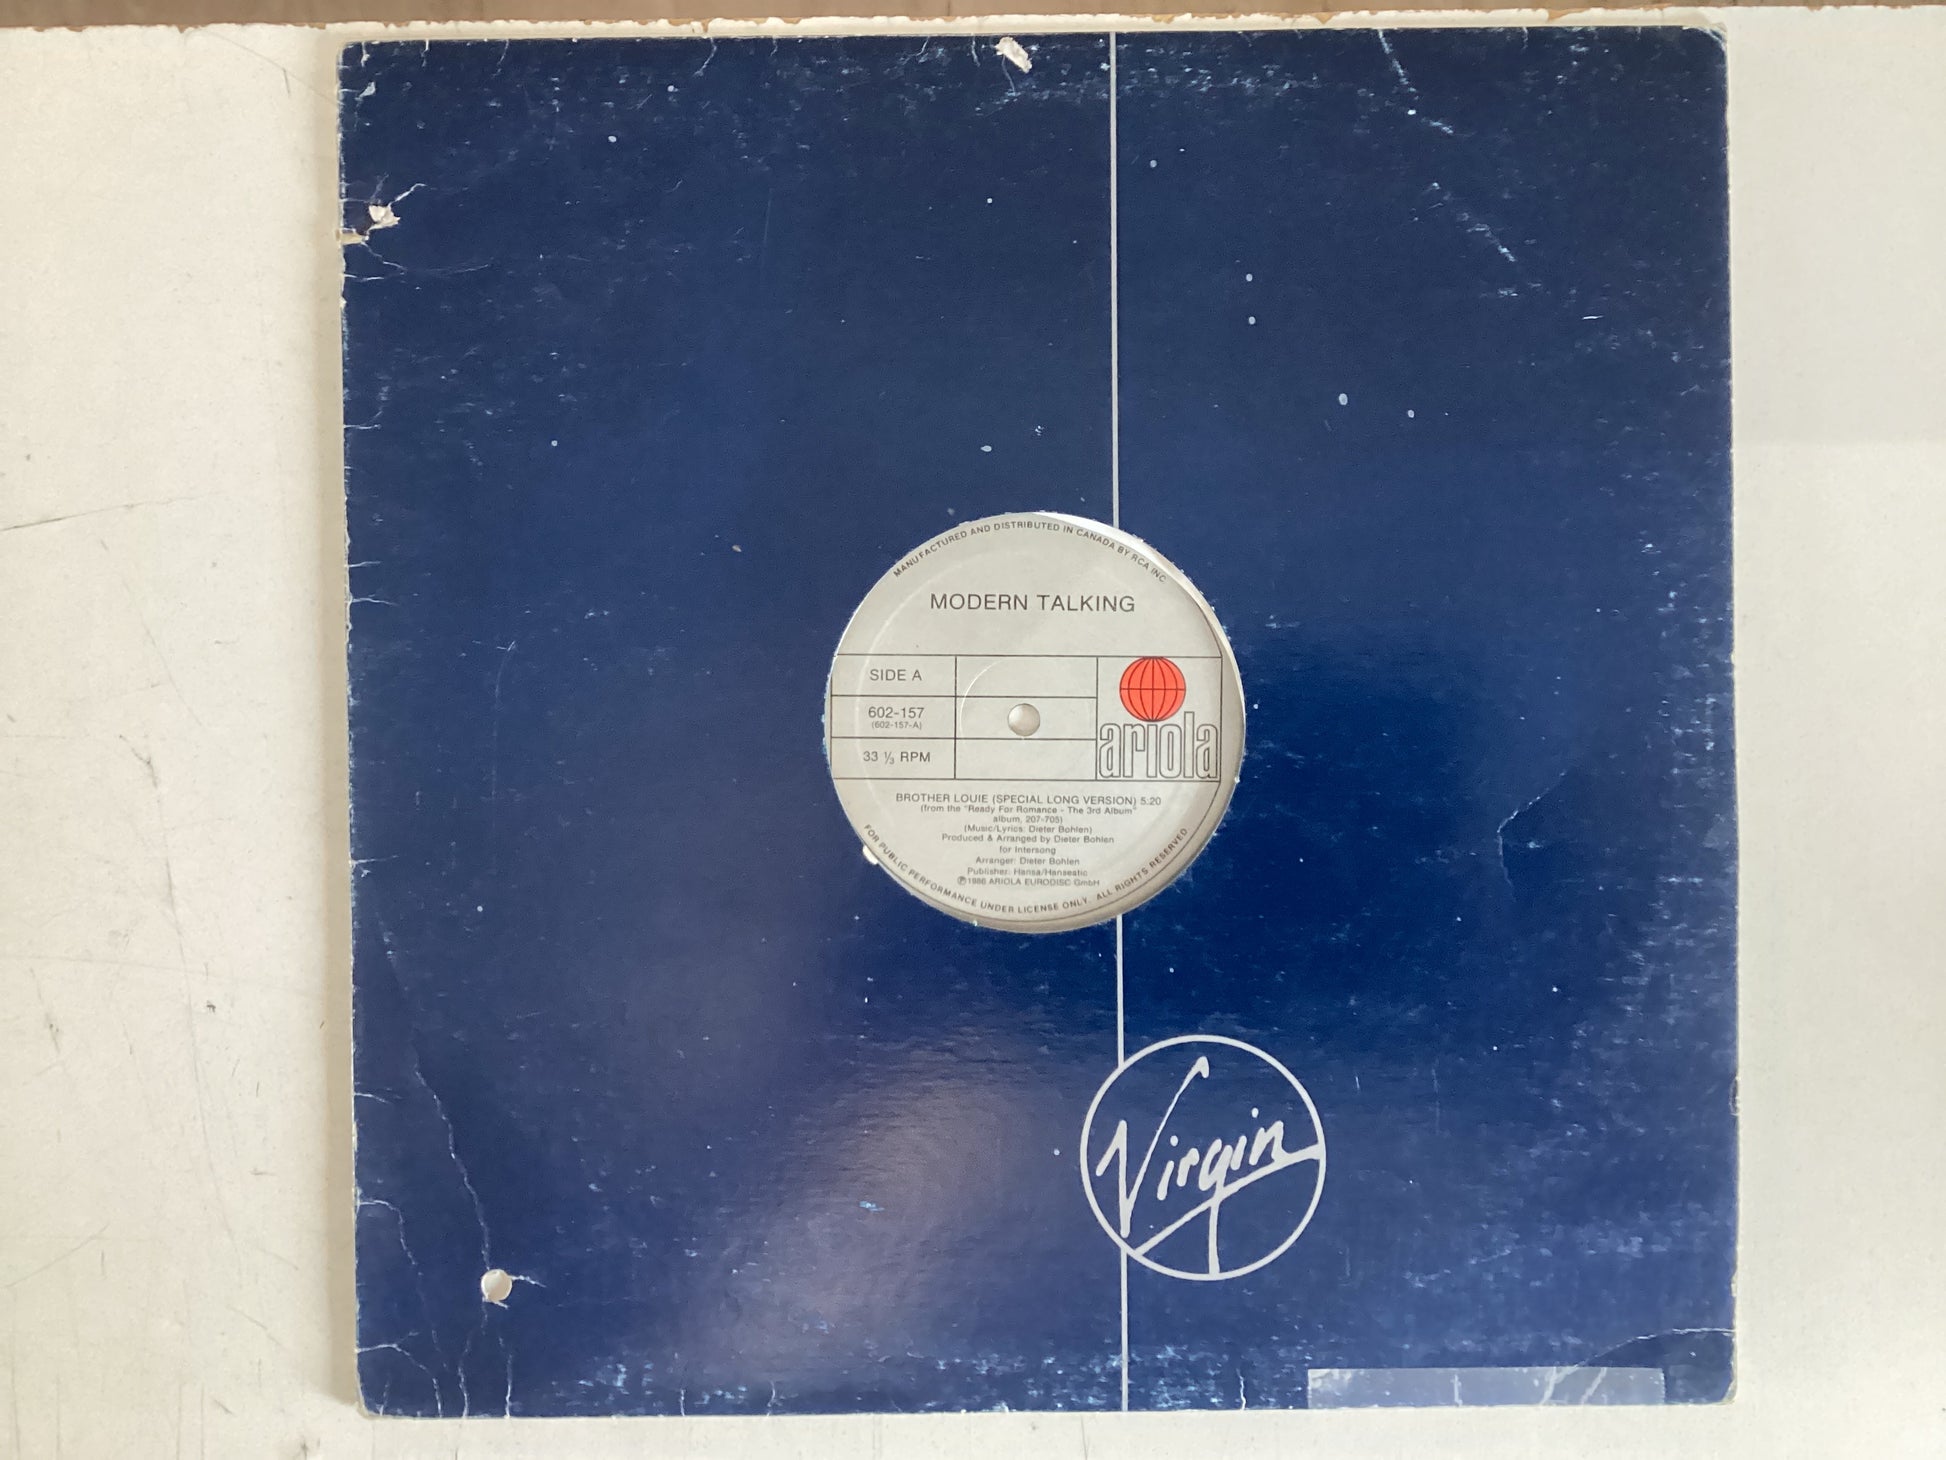 MANUFACTURED AND DISTRIBUTED IN CANADA BY RCA INC.
MODERN TALKING
SIDE A
602-157
(602-157-A)
33 ⅓ RPM
ariola
BROTHER LOUIE (SPECIAL LONG VERSION) 5:20
(from the "Ready For Romance - The 3rd Album"
album, 207-705)
(Music/Lyrics: Dieter Bohlen)
Produced & Arranged by Dieter Bohlen
for Intersong
Arranger: Dieter Bohlen
Publisher: Hansa/Hanseatic
℗1986 ARIOLA EURODISC GmbH
FOR PUBLIC PERFORMANCE UNDER LICENSE ONLY. ALL RIGHTS RESERVED
Virgin